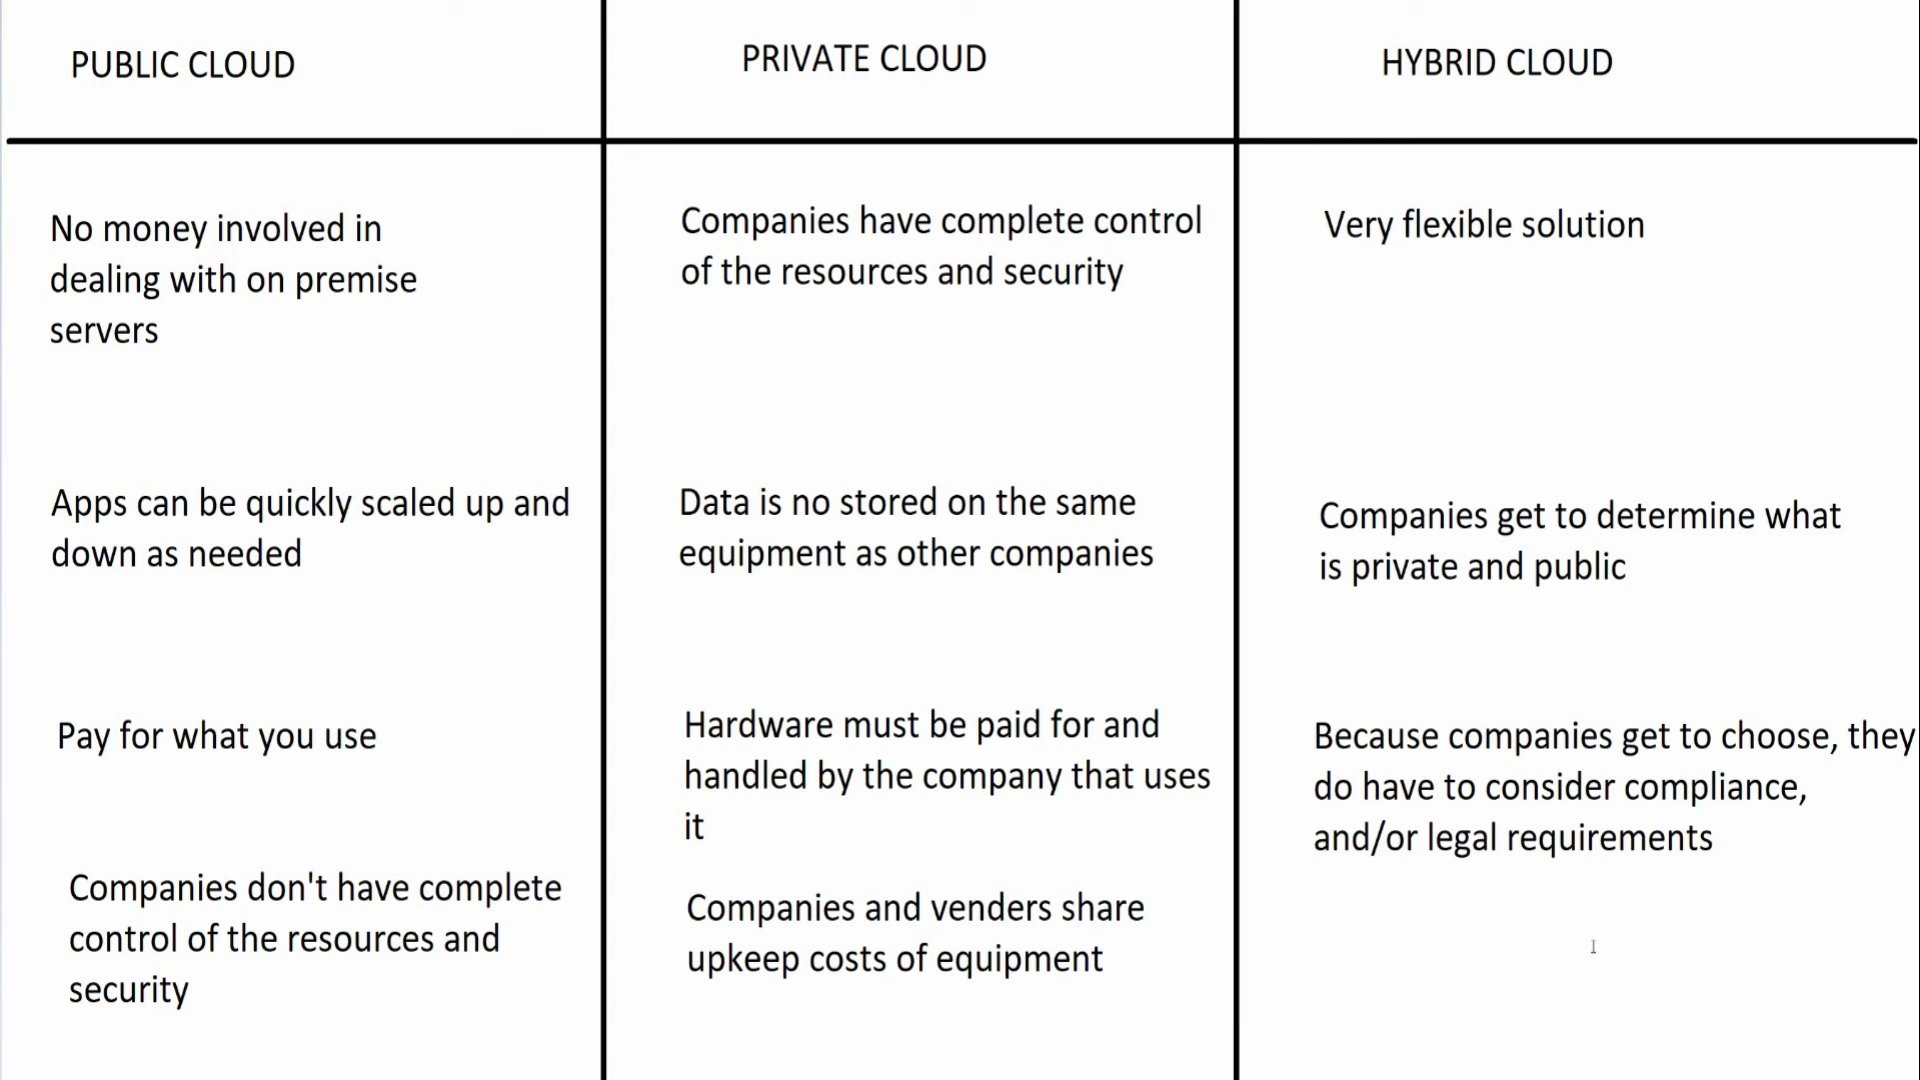 PUBLIC CLOUD
PRIVATE CLOUD
HYBRID CLOUD
No money involved in
dealing with on premise
servers
Apps can be quickly scaled up and
down as needed
Pay for what you use
Companies don't have complete
control of the resources and
security
Companies have complete control
of the resources and security
Data is no stored on the same
equipment as other companies
Hardware must be paid for and
handled by the company that uses
it
Companies and venders share
upkeep costs of equipment
Very flexible solution
Companies get to determine what
is private and public
Because companies get to choose, they
do have to consider compliance,
and/or legal requirements